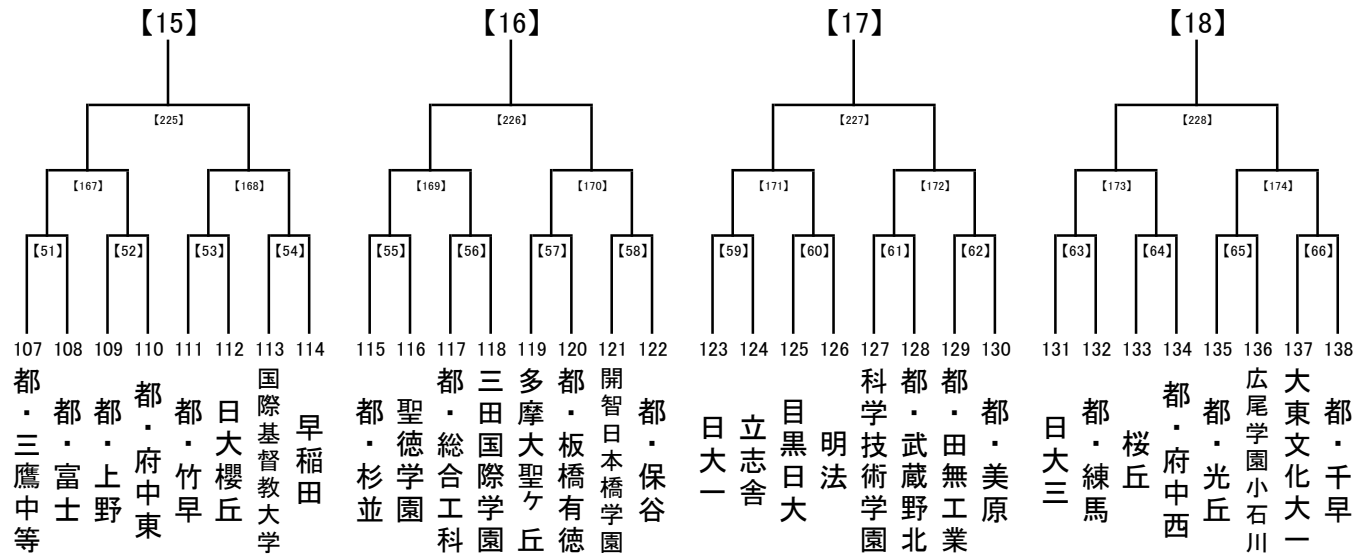 【15】 【16】 【17】 【18】
【225】 【226】 【227】 【228】
【167】 【168】 【169】 【170】 【171】 【172】 【173】 【174】
【51】 【52】 【53】 【54】 【55】 【56】 【57】 【58】 【59】 【60】 【61】 【62】 【63】 【64】 【65】 【66】
107 108 109 110 111 112 113 114 115 116 117 118 119 120 121 122 123 124 125 126 127 128 129 130 131 132 133 134 135 136 137 138
都・三鷹中等
都・富士
都・上野
都・府中東
都・竹早
日大櫻丘
国際基督教大学
早稲田
都・杉並
聖徳学園
都・総合工科
三田国際学園
多摩大聖ヶ丘
都・板橋有徳
開智日本橋学園
都・保谷
日大一
立志舎
目黒日大
明法
科学技術学園
都・武蔵野北
都・田無工業
都・美原
日大三
都・練馬
桜丘
都・府中西
都・光丘
広尾学園小石川
大東文化大一
都・千早